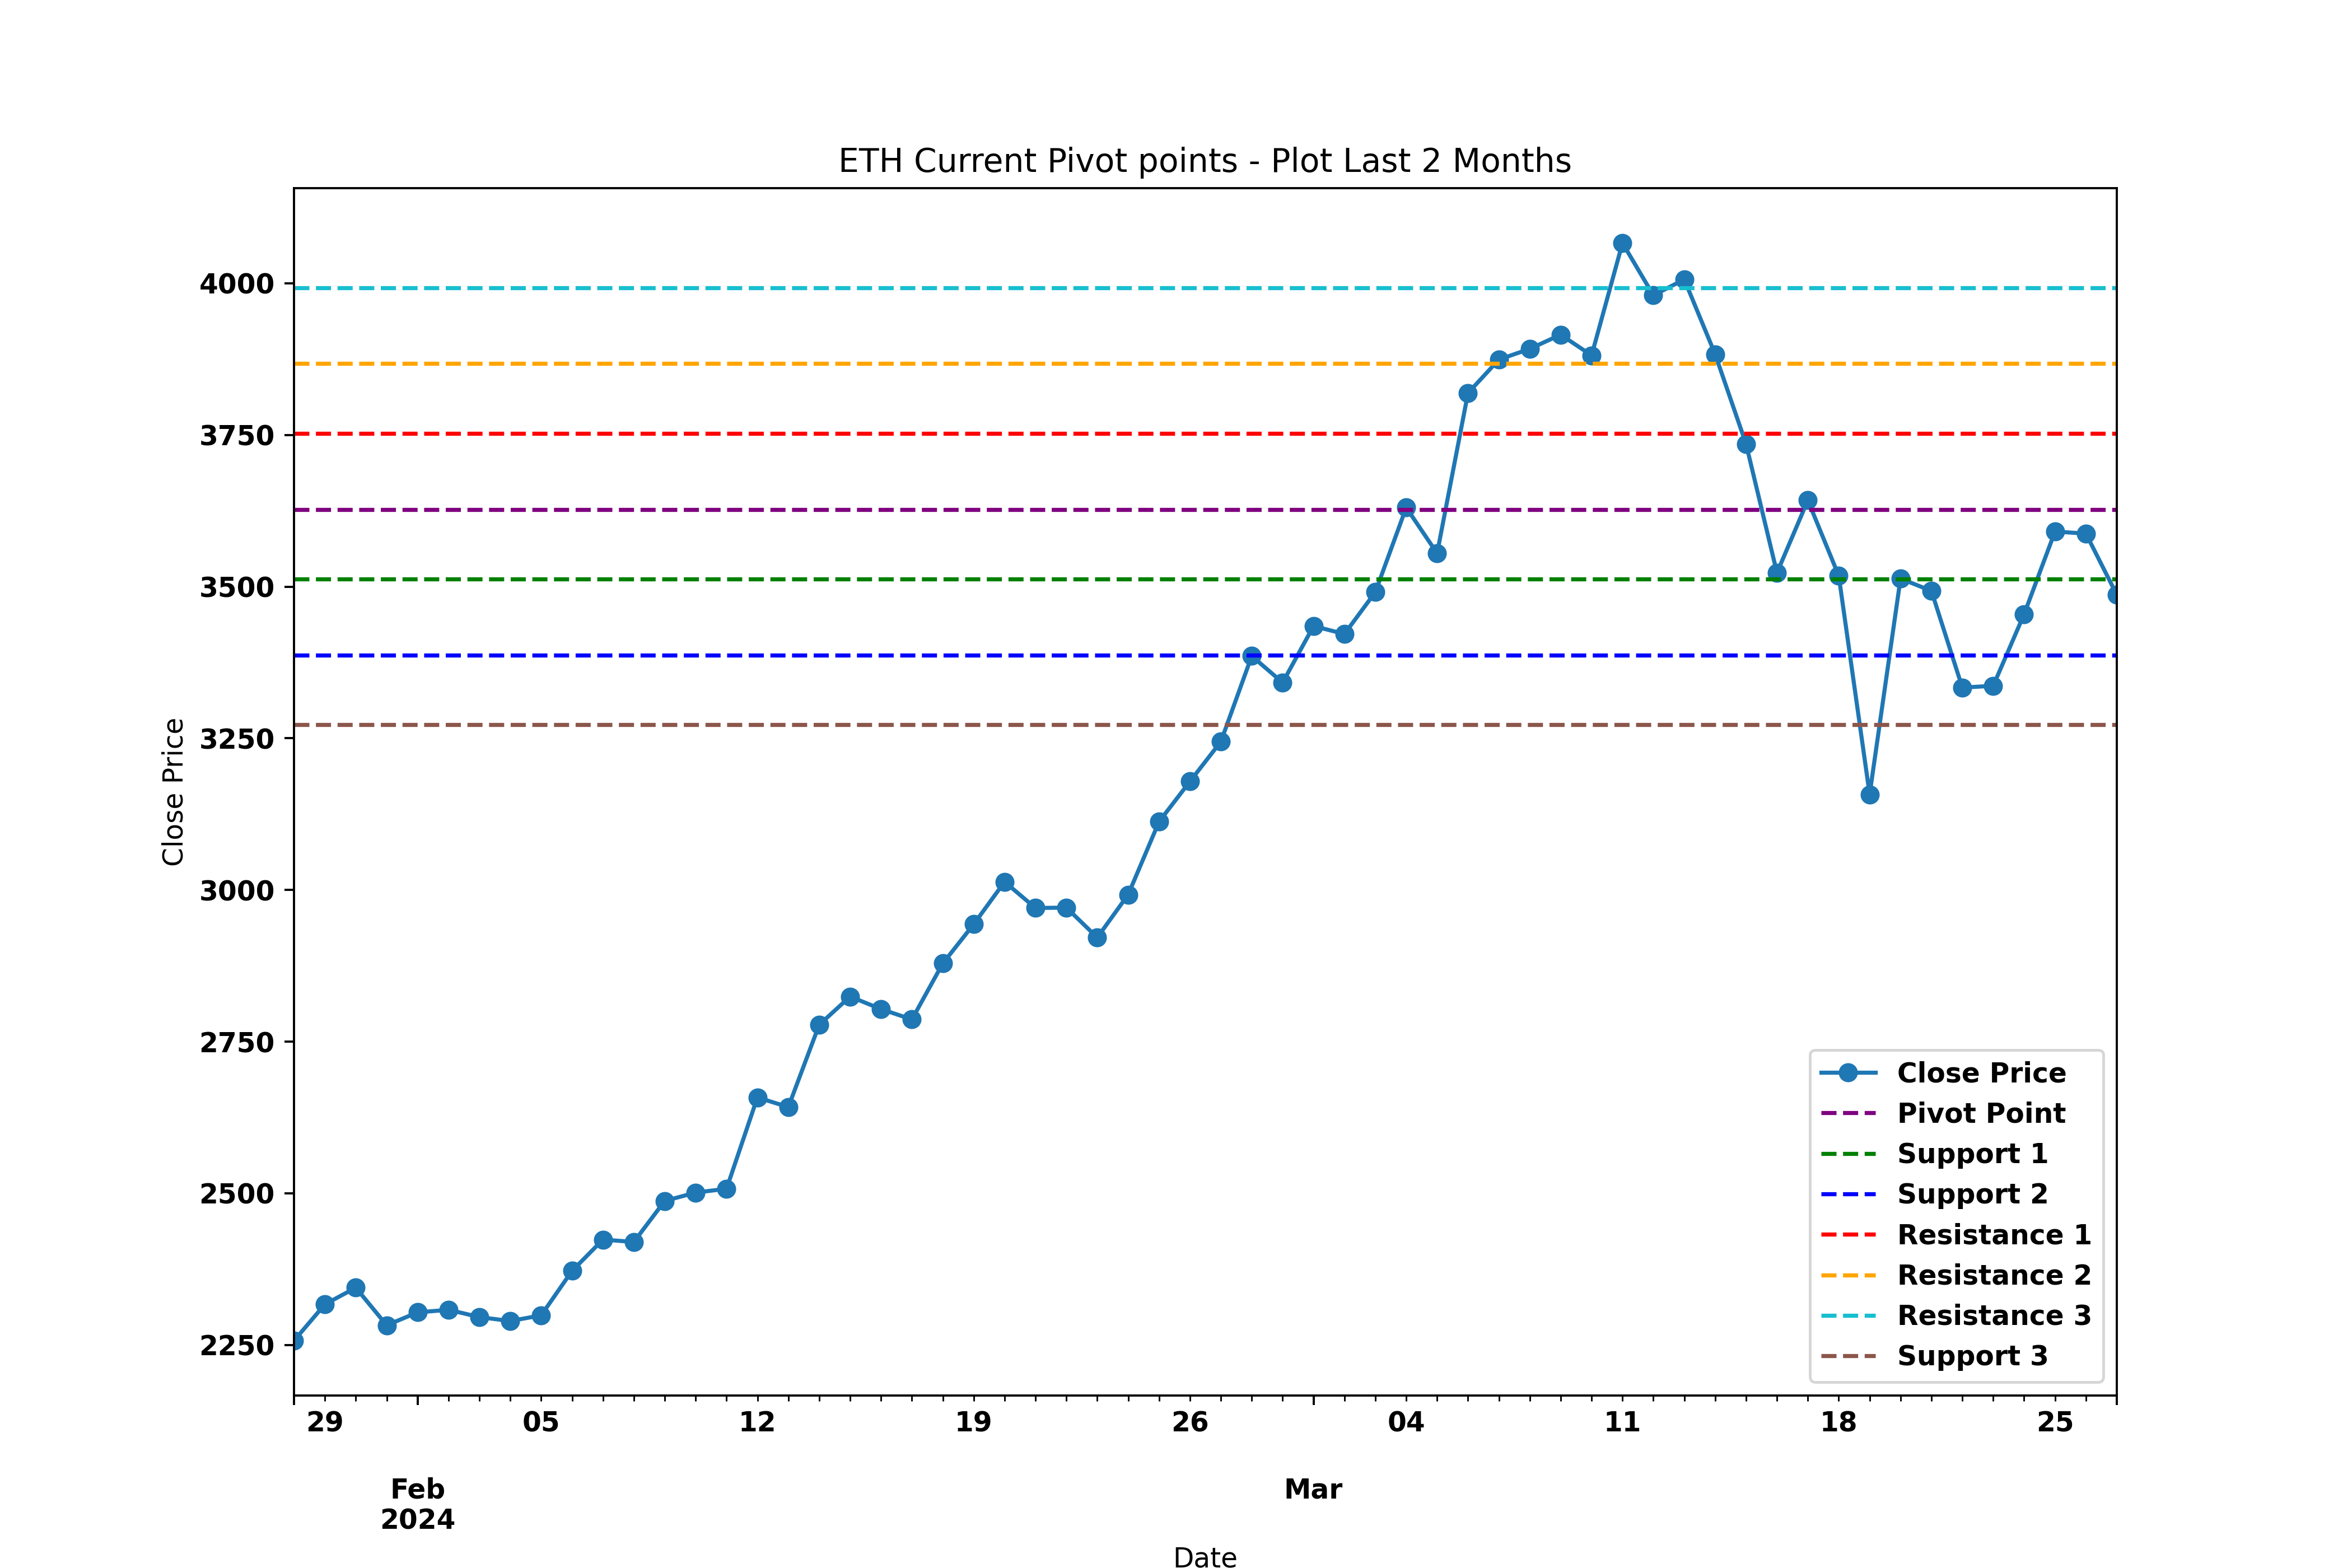 ETH Current Pivot points - Plot Last 2 Months
Close Price
4000
3750
3500
3250
3000
2750
2500
2250
Close Price
Pivot Point
Support 1
Support 2
Resistance 1
Resistance 2
Resistance 3
Support 3
29 05 12 19 26 04 11 18 25
Feb Mar
2024
Date